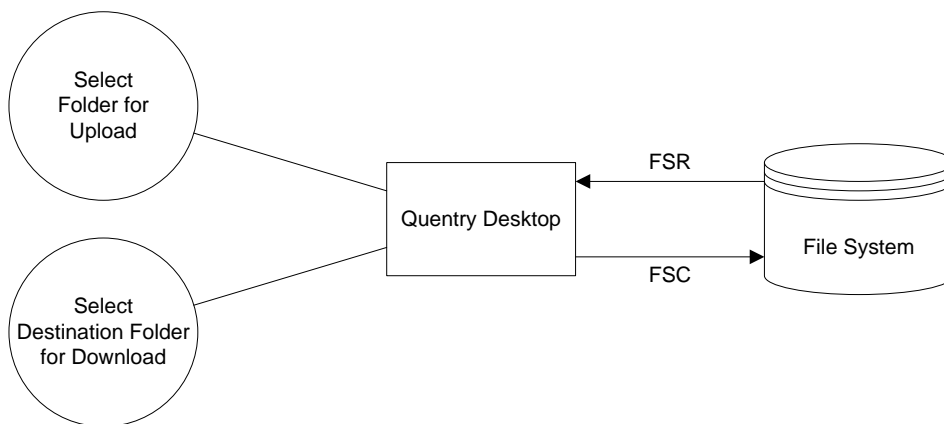 Select
Folder for
Upload
FSR
Quentry Desktop
File System
FSC
Select
Destination Folder
for Download